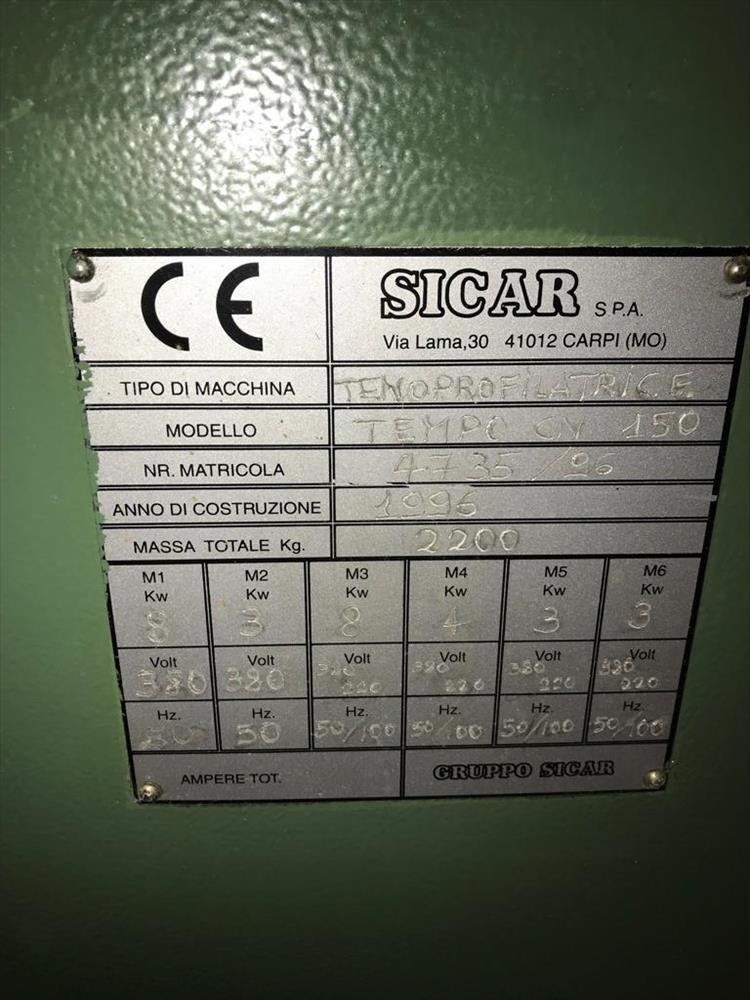 CE
SICAR S P.A.
Via Lama,30 41012 CARPI (MO)
TIPO DI MACCHINA TENOPROFILATRICE
MODELLO TEMPO CN 150
NR. MATRICOLA 4735/96
ANNO DI COSTRUZIONE 1996
MASSA TOTALE Kg. 2200
M1 M2 M3 M4 M5 M6
Kw Kw Kw Kw Kw Kw
8 3 8 4 3 3
Volt Volt Volt Volt Volt Volt
380 380 380 380 380 380
220 220 220 220
Hz. Hz. Hz. Hz. Hz. Hz.
50 50 50/100 50/100 50/100 50/100
AMPERE TOT. GRUPPO SICAR